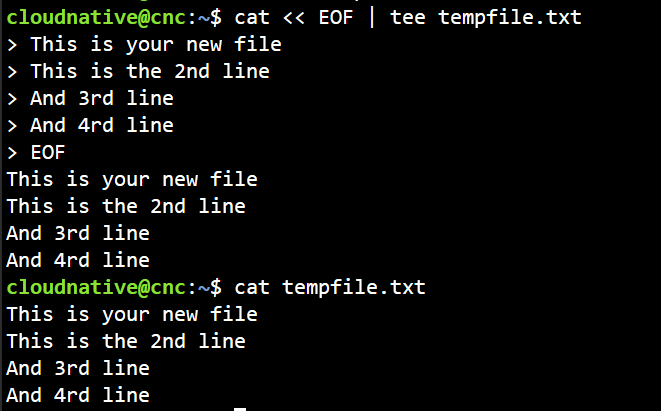 cloudnative@cnc:~$ cat << EOF | tee tempfile.txt
> This is your new file
> This is the 2nd line
> And 3rd line
> And 4rd line
> EOF
This is your new file
This is the 2nd line
And 3rd line
And 4rd line
cloudnative@cnc:~$ cat tempfile.txt
This is your new file
This is the 2nd line
And 3rd line
And 4rd line